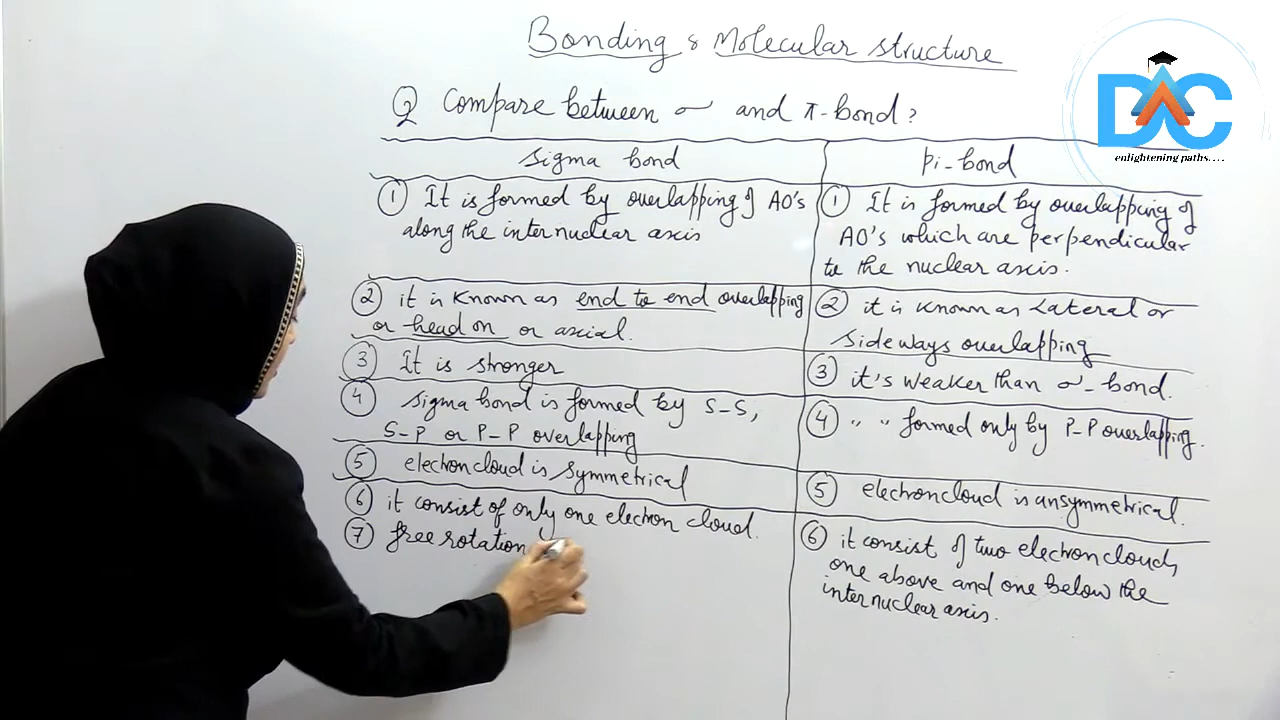 Bonding & Molecular structure
DAC
enlightening paths....
Q Compare between σ and π-bond?
Sigma bond
pi-bond
① It is formed by overlapping of AO's
along the internuclear axis
② it is known as end to end overlapping
or head on or axial.
③ It is stronger
④ sigma bond is formed by S-S,
S-P or P-P overlapping
⑤ electroncloud is symmetrical
⑥ it consist of only one electron cloud.
⑦ free rotation
① It is formed by overlapping of
AO's which are perpendicular
to the nuclear axis.
② it is known as Lateral or
sideways overlapping
③ it's weaker than σ-bond.
④ " " formed only by P-P overlapping.
⑤ electroncloud is unsymmetrical.
⑥ it consist of two electron clouds
one above and one below the
internuclear axis.